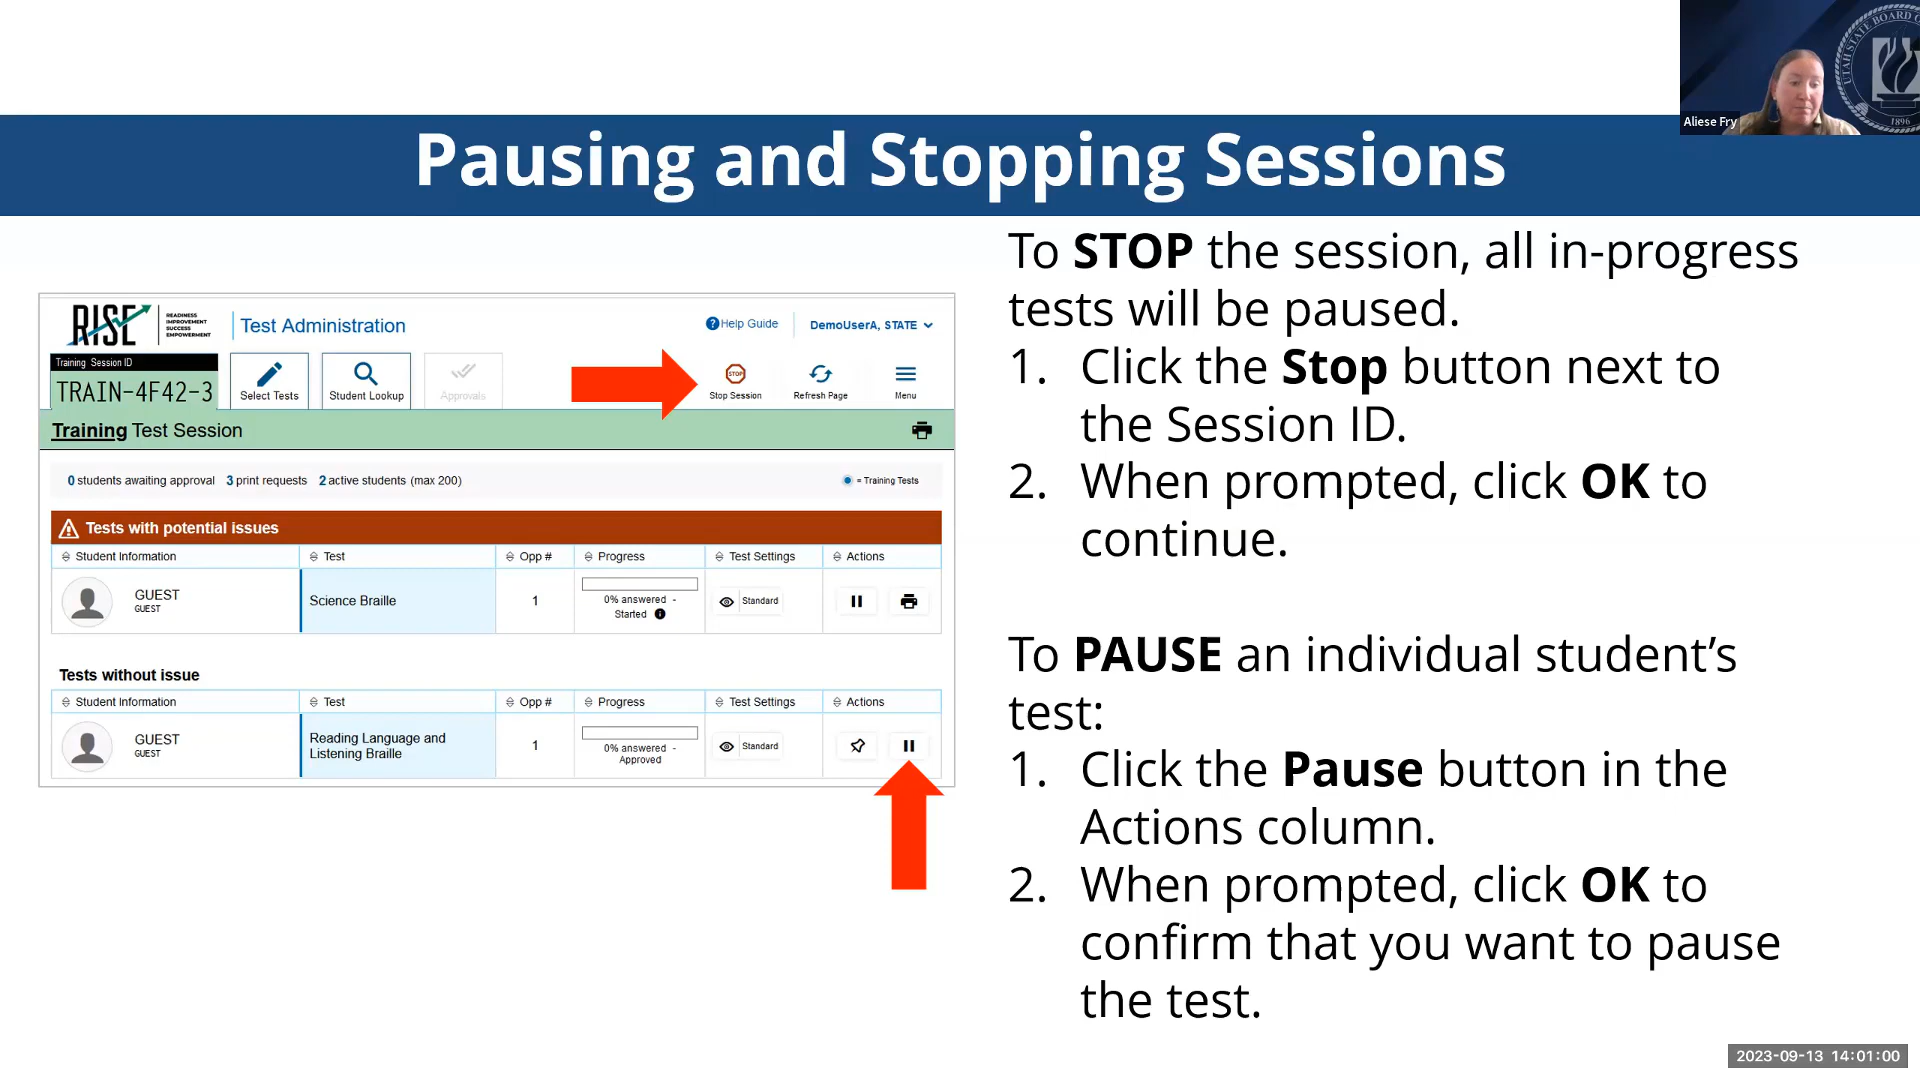 UTAH STATE BOARD O
1896
Aliese Fry
Pausing and Stopping Sessions
RISE
READINESS
IMPROVEMENT
SUCCESS
EMPOWERMENT
Test Administration
Help Guide
DemoUserA, STATE
Training Session ID
TRAIN-4F42-3
Select Tests
Student Lookup
Approvals
STOP
Stop Session
Refresh Page
Menu
Training Test Session
0 students awaiting approval 3 print requests 2 active students (max 200)
= Training Tests
Tests with potential issues
Student Information Test Opp # Progress Test Settings Actions
GUEST
GUEST
Science Braille
1
0% answered -
Started
Standard
Tests without issue
Student Information Test Opp # Progress Test Settings Actions
GUEST
GUEST
Reading Language and
Listening Braille
1
0% answered -
Approved
Standard
To STOP the session, all in-progress
tests will be paused.
1. Click the Stop button next to
the Session ID.
2. When prompted, click OK to
continue.
To PAUSE an individual student’s
test:
1. Click the Pause button in the
Actions column.
2. When prompted, click OK to
confirm that you want to pause
the test.
2023-09-13 14:01:00